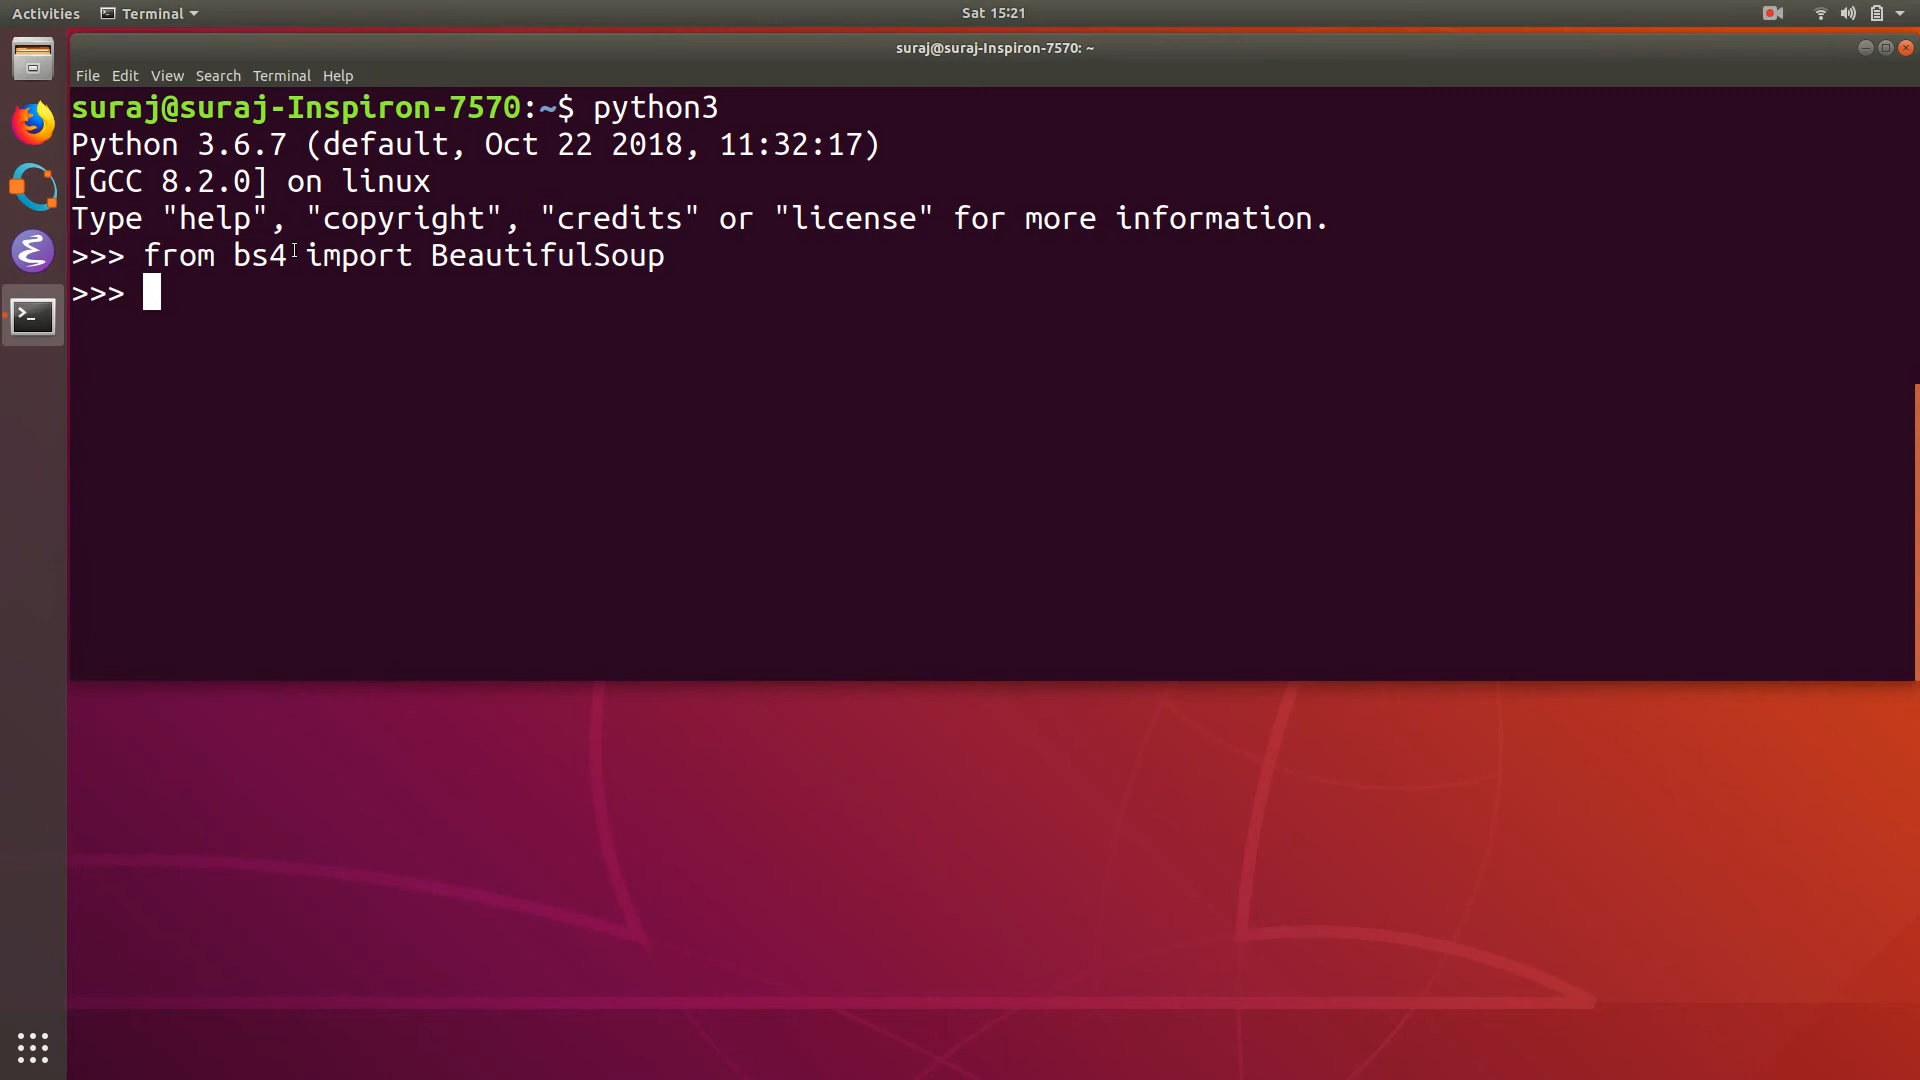 Activities Terminal Sat 15:21
suraj@suraj-Inspiron-7570: ~
File Edit View Search Terminal Help
suraj@suraj-Inspiron-7570:~$ python3
Python 3.6.7 (default, Oct 22 2018, 11:32:17)
[GCC 8.2.0] on linux
Type "help", "copyright", "credits" or "license" for more information.
>>> from bs4 import BeautifulSoup
>>>